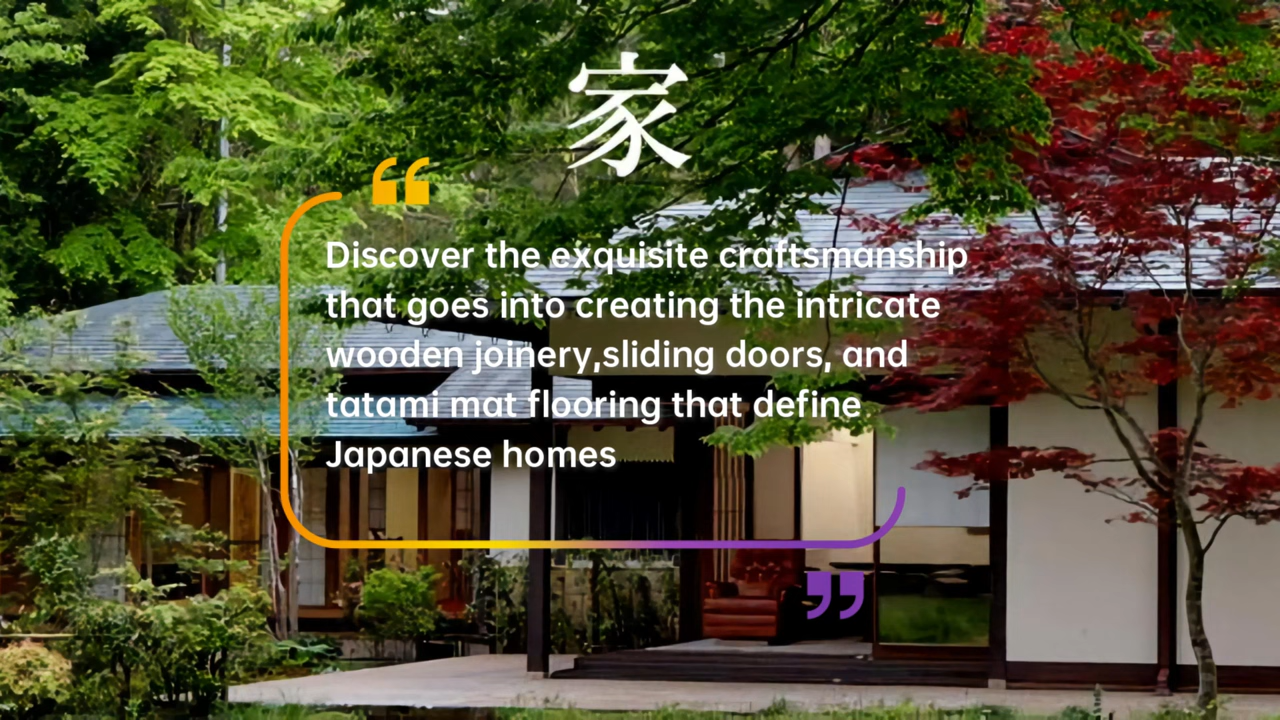 家
“
Discover the exquisite craftsmanship
that goes into creating the intricate
wooden joinery,sliding doors, and
tatami mat flooring that define
Japanese homes
”